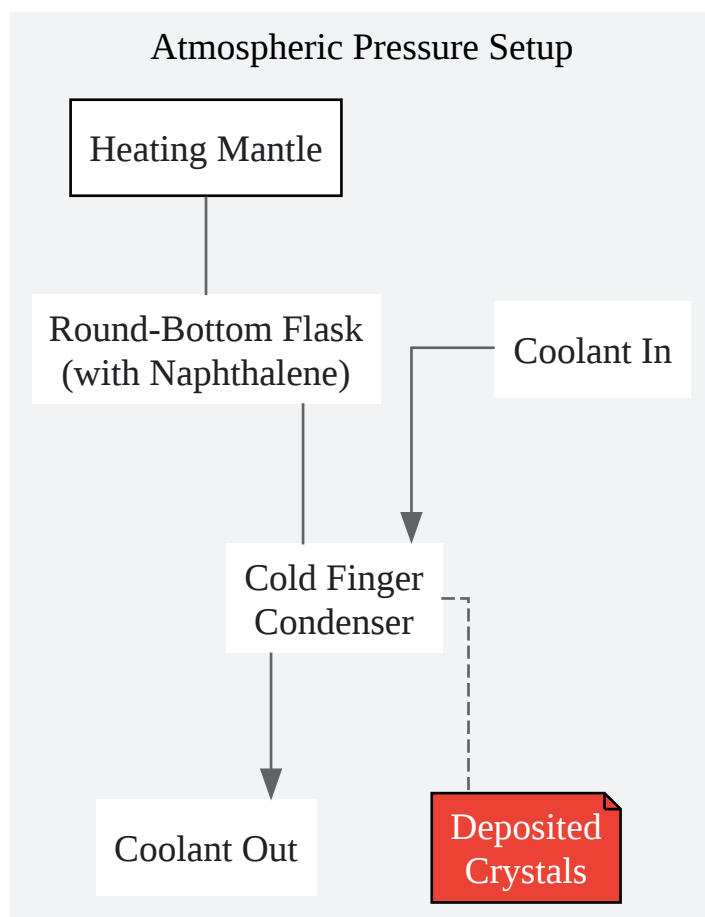 Atmospheric Pressure Setup
Heating Mantle
Round-Bottom Flask
(with Naphthalene)
Coolant In
Cold Finger
Condenser
Coolant Out
Deposited
Crystals